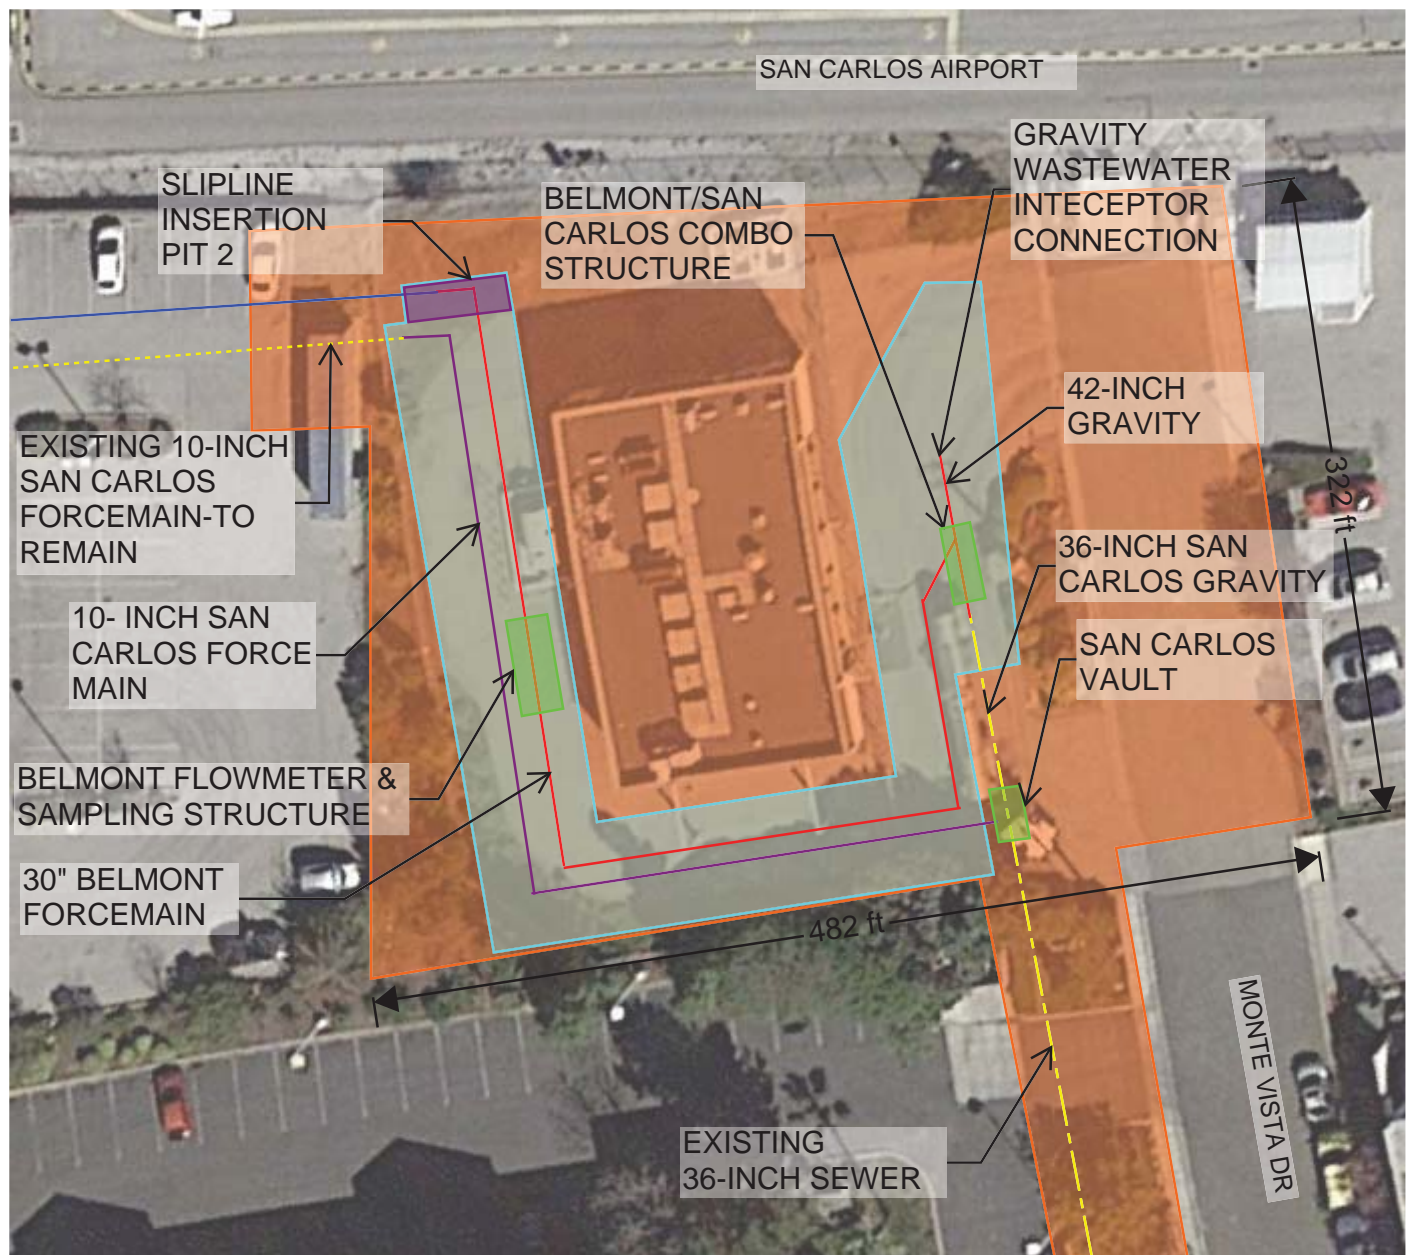 SAN CARLOS AIRPORT
GRAVITY
WASTEWATER
INTECEPTOR
CONNECTION
SLIPLINE
INSERTION
PIT 2
BELMONT/SAN
CARLOS COMBO
STRUCTURE
42-INCH
GRAVITY
EXISTING 10-INCH
SAN CARLOS
FORCEMAIN-TO
REMAIN
322 ft
36-INCH SAN
CARLOS GRAVITY
10- INCH SAN
CARLOS FORCE
MAIN
SAN CARLOS
VAULT
BELMONT FLOWMETER &
SAMPLING STRUCTURE
30" BELMONT
FORCEMAIN
482 ft
MONTE VISTA DR
EXISTING
36-INCH SEWER